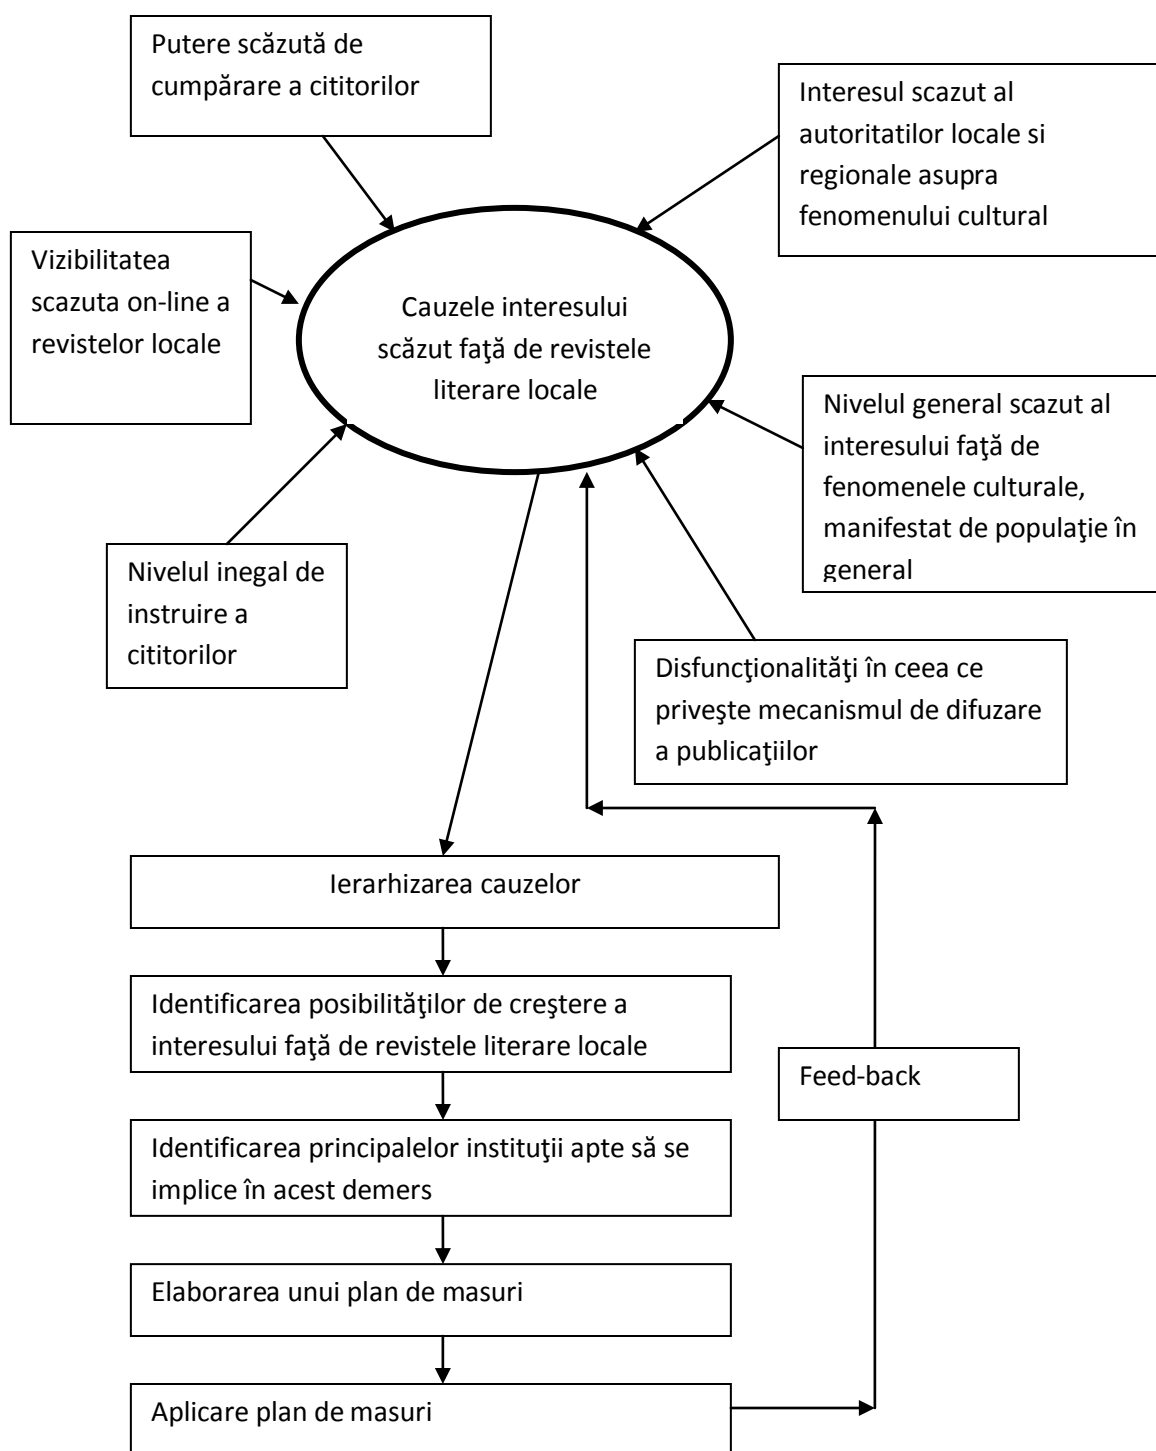 Putere scăzută de
cumpărare a cititorilor
Interesul scazut al
autoritatilor locale si
regionale asupra
fenomenului cultural
Vizibilitatea
scazuta on-line a
revistelor locale
Cauzele interesului
scăzut faţă de revistele
literare locale
Nivelul general scazut al
interesului faţă de
fenomenele culturale,
manifestat de populaţie în
general
Nivelul inegal de
instruire a
cititorilor
Disfuncţionalităţi în ceea ce
priveşte mecanismul de difuzare
a publicaţiilor
Ierarhizarea cauzelor
Identificarea posibilităţilor de creştere a
interesului faţă de revistele literare locale
Feed-back
Identificarea principalelor instituţii apte să se
implice în acest demers
Elaborarea unui plan de masuri
Aplicare plan de masuri